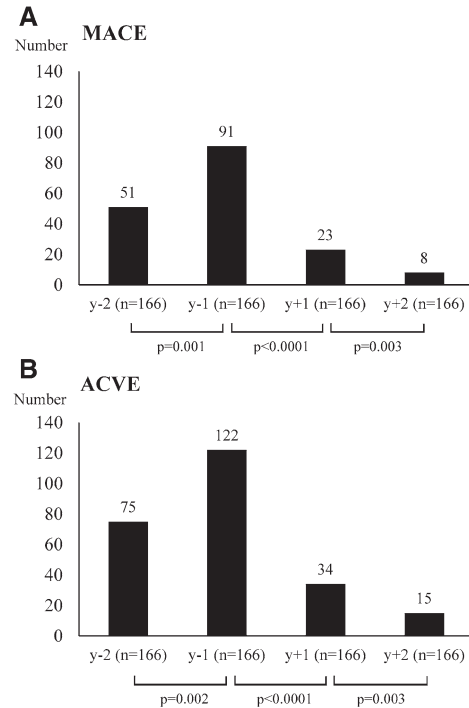 A
MACE
Number
140
120
100
80
60
40
20
0
51
91
23
8
y-2 (n=166) y-1 (n=166) y+1 (n=166) y+2 (n=166)
p=0.001 p<0.0001 p=0.003
B
ACVE
Number
140
120
100
80
60
40
20
0
75
122
34
15
y-2 (n=166) y-1 (n=166) y+1 (n=166) y+2 (n=166)
p=0.002 p<0.0001 p=0.003